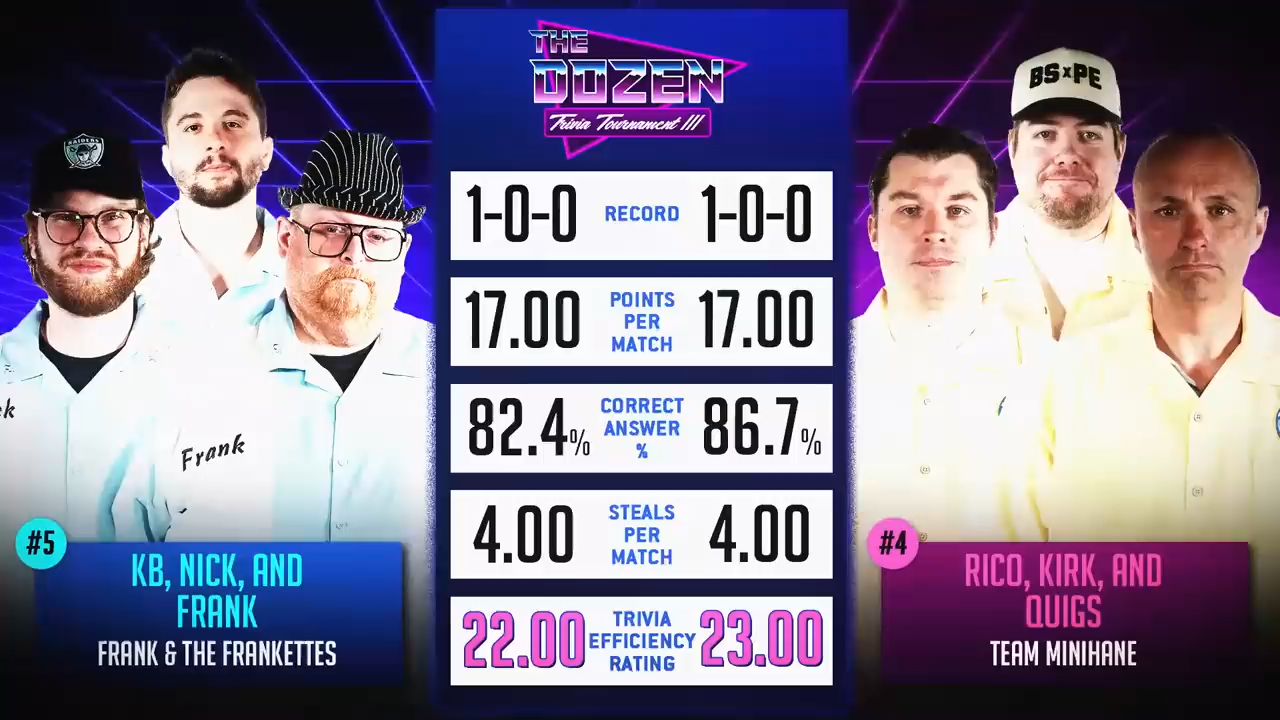 THE
DOZEN
Trivia Tournament III
RAIDERS
BS x PE
1-0-0 RECORD 1-0-0
17.00 POINTS PER MATCH 17.00
82.4% CORRECT ANSWER % 86.7%
4.00 STEALS PER MATCH 4.00
22.00 TRIVIA EFFICIENCY RATING 23.00
ek
Frank
#5
KB, NICK, AND
FRANK
FRANK & THE FRANKETTES
#4
RICO, KIRK, AND
QUIGS
TEAM MINIHANE